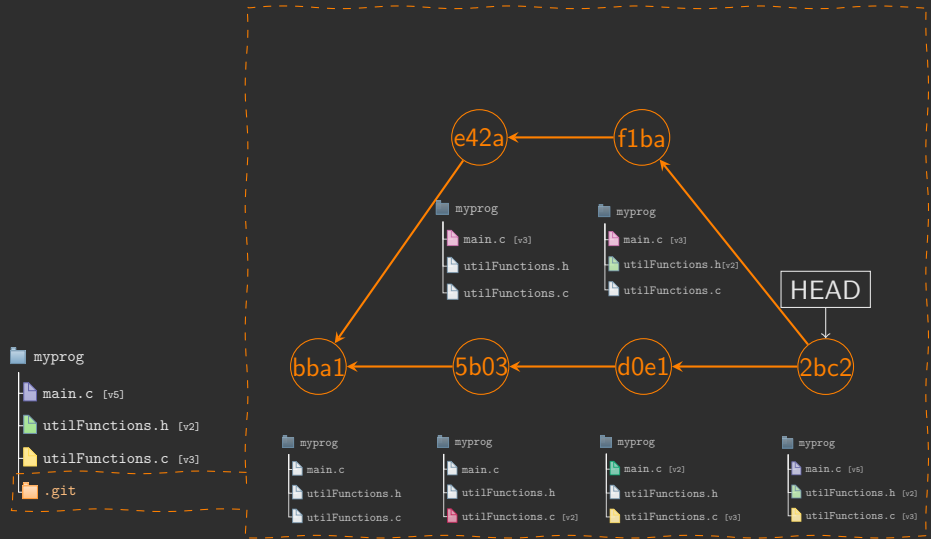 e42a f1ba
myprog
main.c [v3]
utilFunctions.h
utilFunctions.c
myprog
main.c [v3]
utilFunctions.h[v2]
utilFunctions.c
HEAD
bba1 5b03 d0e1 2bc2
myprog
main.c [v5]
utilFunctions.h [v2]
utilFunctions.c [v3]
.git
myprog
main.c
utilFunctions.h
utilFunctions.c
myprog
main.c
utilFunctions.h
utilFunctions.c [v2]
myprog
main.c [v2]
utilFunctions.h
utilFunctions.c [v3]
myprog
main.c [v5]
utilFunctions.h [v2]
utilFunctions.c [v3]